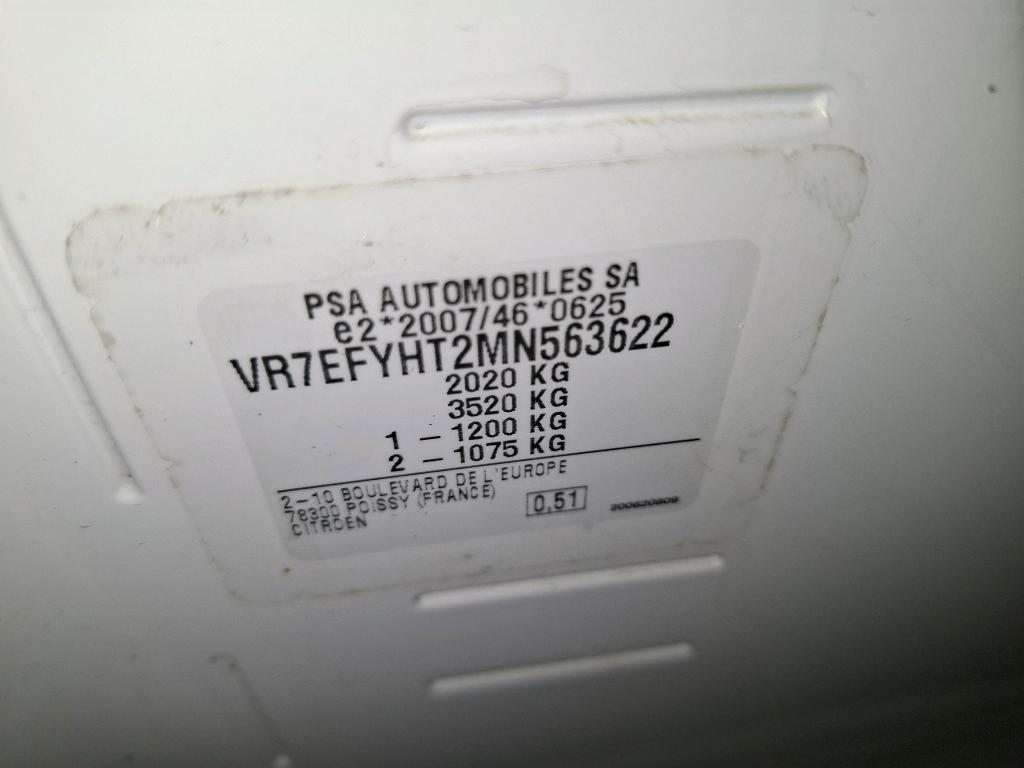 PSA AUTOMOBILES SA
e2*2007/46*0625
VR7EFYHT2MN563622
2020 KG
3520 KG
1 – 1200 KG
2 – 1075 KG
2–10 BOULEVARD DE L'EUROPE
78300 POISSY (FRANCE)
CITROEN
0,51
200620809